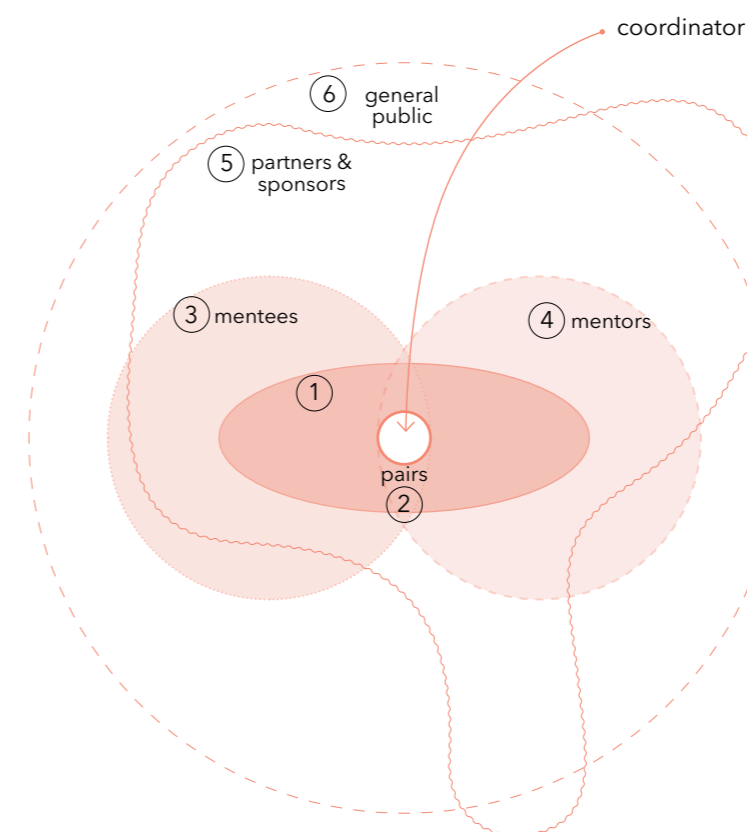 coordinator
6 general
public
5 partners &
sponsors
3 mentees
4 mentors
1
pairs
2